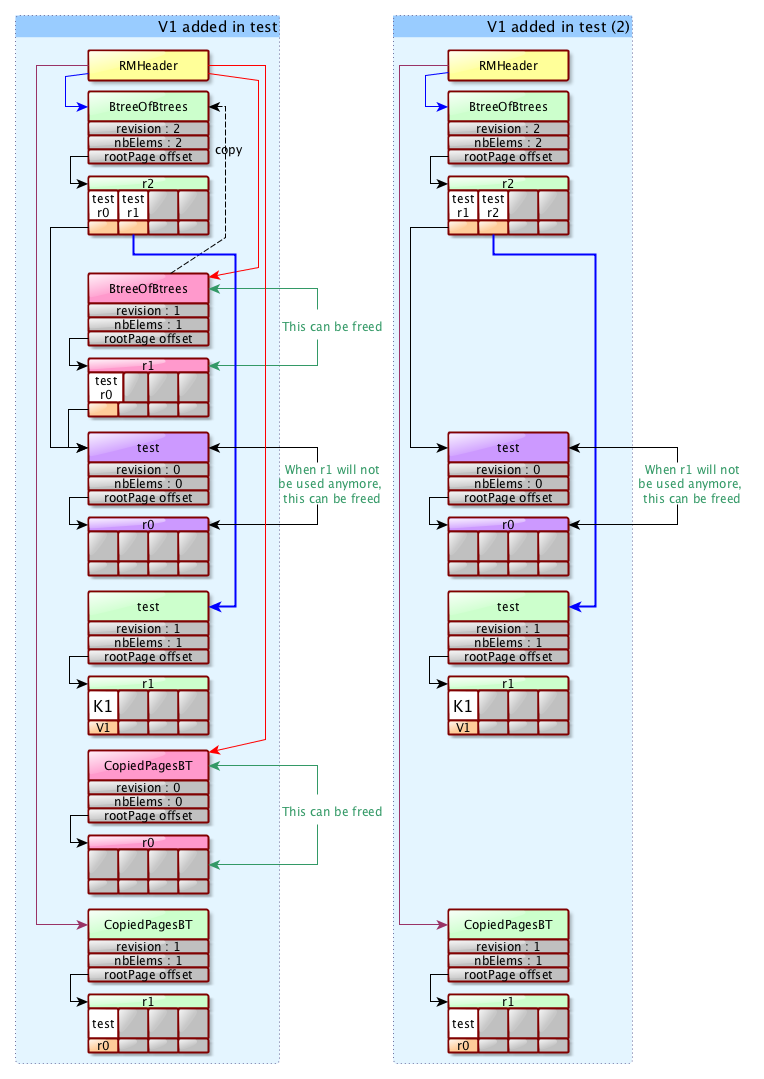 V1 added in test
RMHeader
BtreeOfBtrees
revision : 2
nbElems : 2
rootPage offset
copy
r2
test test
r0 r1
BtreeOfBtrees
revision : 1
nbElems : 1
rootPage offset
This can be freed
r1
test
r0
test
revision : 0
nbElems : 0
rootPage offset
When r1 will not
be used anymore,
this can be freed
r0
test
revision : 1
nbElems : 1
rootPage offset
r1
K1
V1
CopiedPagesBT
revision : 0
nbElems : 0
rootPage offset
This can be freed
r0
CopiedPagesBT
revision : 1
nbElems : 1
rootPage offset
r1
test
r0
V1 added in test (2)
RMHeader
BtreeOfBtrees
revision : 2
nbElems : 2
rootPage offset
r2
test test
r1 r2
test
revision : 0
nbElems : 0
rootPage offset
When r1 will not
be used anymore,
this can be freed
r0
test
revision : 1
nbElems : 1
rootPage offset
r1
K1
V1
CopiedPagesBT
revision : 1
nbElems : 1
rootPage offset
r1
test
r0